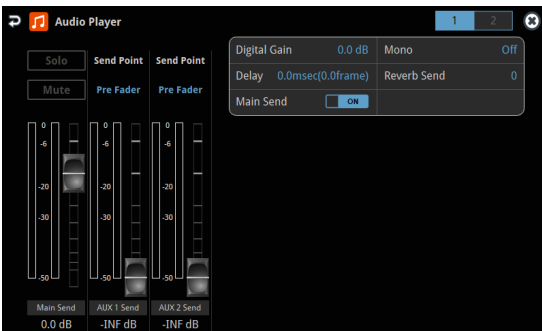 Audio Player
1 2
Solo Send Point Send Point
Mute Pre Fader Pre Fader
Digital Gain 0.0 dB Mono Off
Delay 0.0msec(0.0frame) Reverb Send 0
Main Send ON
0 0 0
-6 -6 -6
-20 -20 -20
-30 -30 -30
-50 -50 -50
Main Send AUX 1 Send AUX 2 Send
0.0 dB -INF dB -INF dB